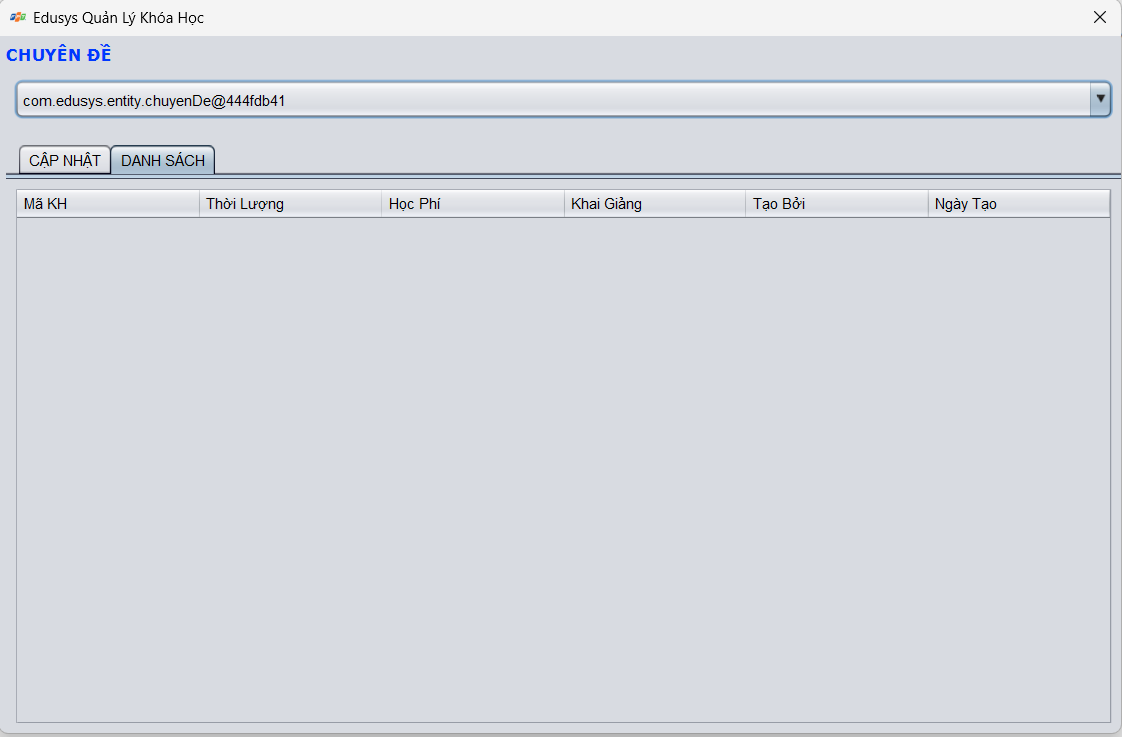 Edusys Quản Lý Khóa Học
CHUYÊN ĐỀ
com.edusys.entity.chuyenDe@444fdb41
CẬP NHẬT DANH SÁCH
Mã KH Thời Lượng Học Phí Khai Giảng Tạo Bởi Ngày Tạo